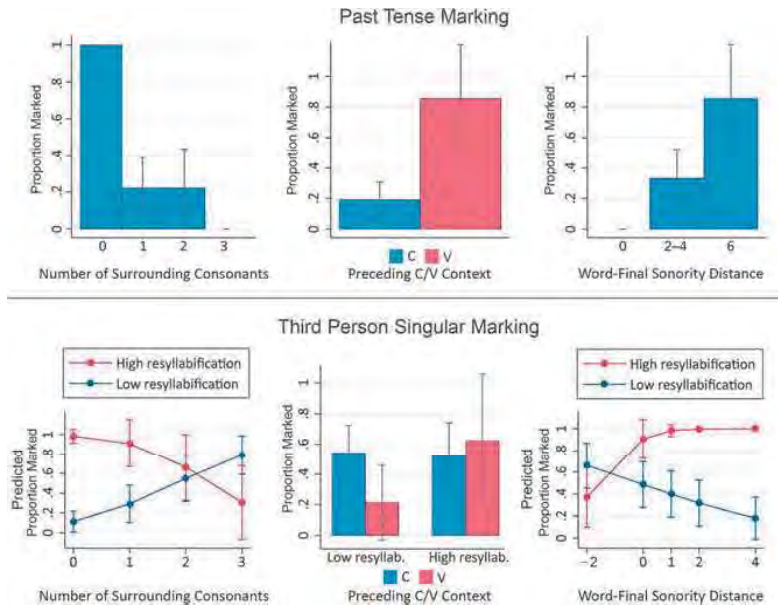 Past Tense Marking
Proportion Marked
0 .2 .4 .6 .8 1
0 1 2 3
Number of Surrounding Consonants
Proportion Marked
0 .2 .4 .6 .8 1
C V
Preceding C/V Context
Proportion Marked
0 .2 .4 .6 .8 1
0 2–4 6
Word-Final Sonority Distance
Third Person Singular Marking
High resyllabification
Low resyllabification
Predicted
Proportion Marked
0 .2 .4 .6 .8 1
0 1 2 3
Number of Surrounding Consonants
Proportion Marked
0 .2 .4 .6 .8 1
Low resyllab. High resyllab.
C V
Preceding C/V Context
High resyllabification
Low resyllabification
Predicted
Proportion Marked
0 .2 .4 .6 .8 1
−2 0 1 2 4
Word-Final Sonority Distance